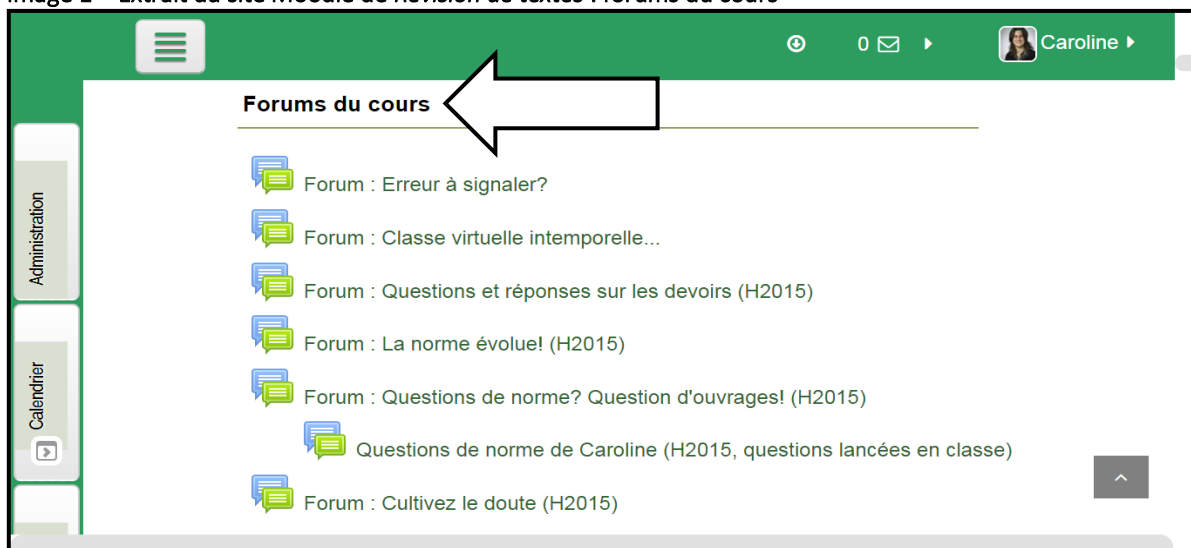 0
Caroline
Forums du cours
Forum : Erreur à signaler?
Forum : Classe virtuelle intemporelle...
Forum : Questions et réponses sur les devoirs (H2015)
Forum : La norme évolue! (H2015)
Forum : Questions de norme? Question d'ouvrages! (H2015)
Questions de norme de Caroline (H2015, questions lancées en classe)
Forum : Cultivez le doute (H2015)
Administration
Calendrier